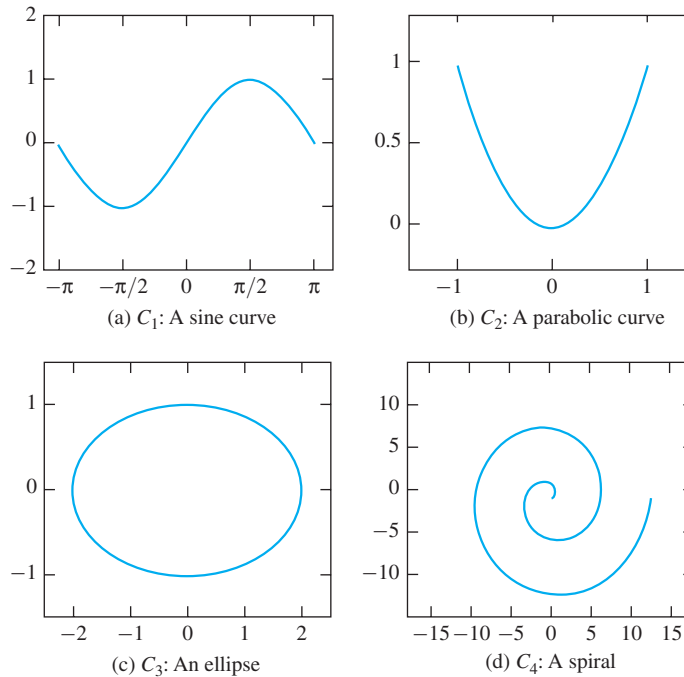 2
1
0
−1
−2
−π −π/2 0 π/2 π
(a) C1: A sine curve
1
0.5
0
−1 0 1
(b) C2: A parabolic curve
1
0
−1
−2 −1 0 1 2
(c) C3: An ellipse
10
5
0
−5
−10
−15 −10 −5 0 5 10 15
(d) C4: A spiral